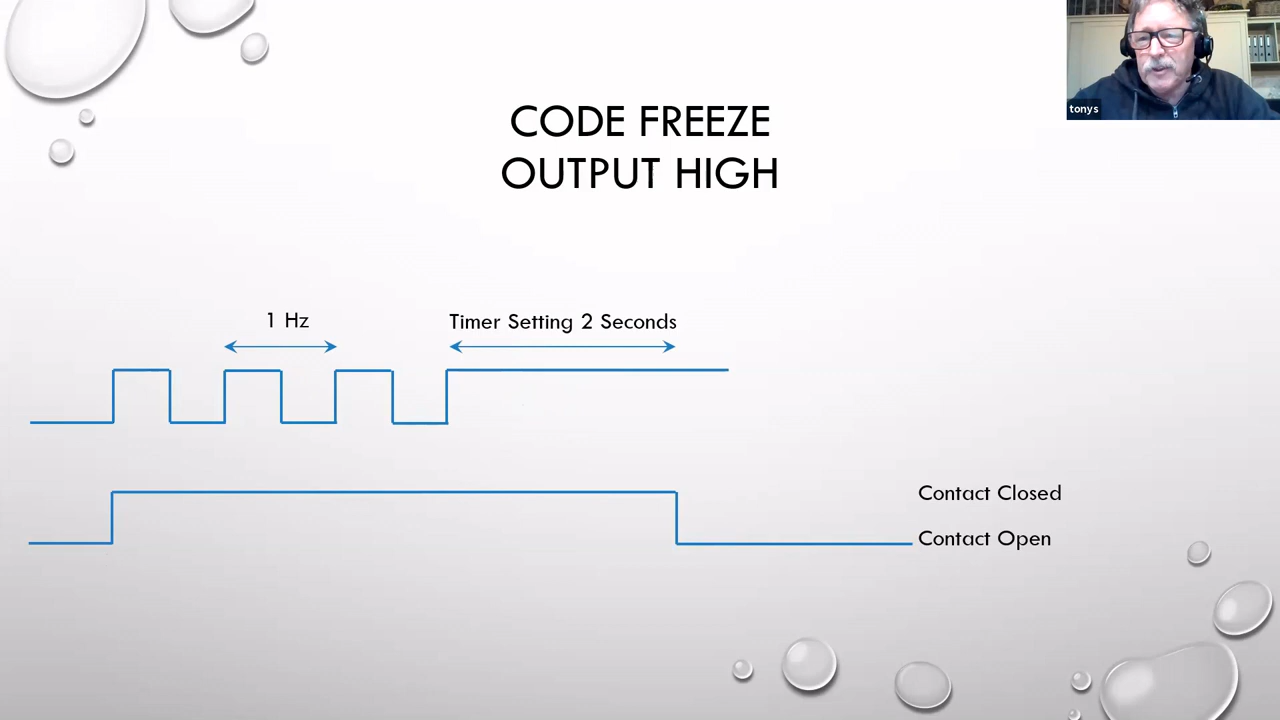 tonys
CODE FREEZE
OUTPUT HIGH
1 Hz
Timer Setting 2 Seconds
Contact Closed
Contact Open